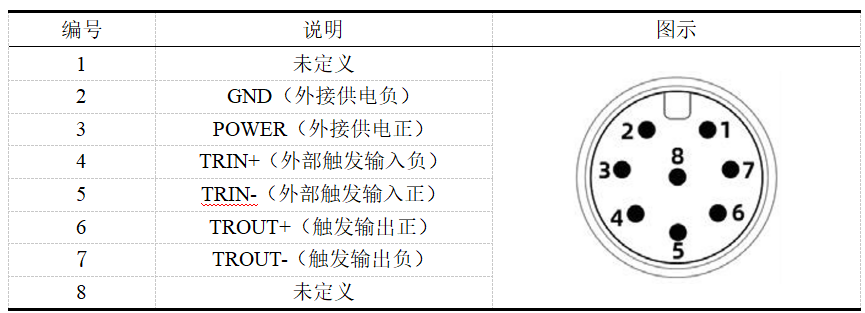 编号 说明 图示
1 未定义
2 GND（外接供电负）
3 POWER（外接供电正）
4 TRIN+（外部触发输入负）
5 TRIN-（外部触发输入正）
6 TROUT+（触发输出正）
7 TROUT-（触发输出负）
8 未定义
2 1
8
3 7
4 6
5